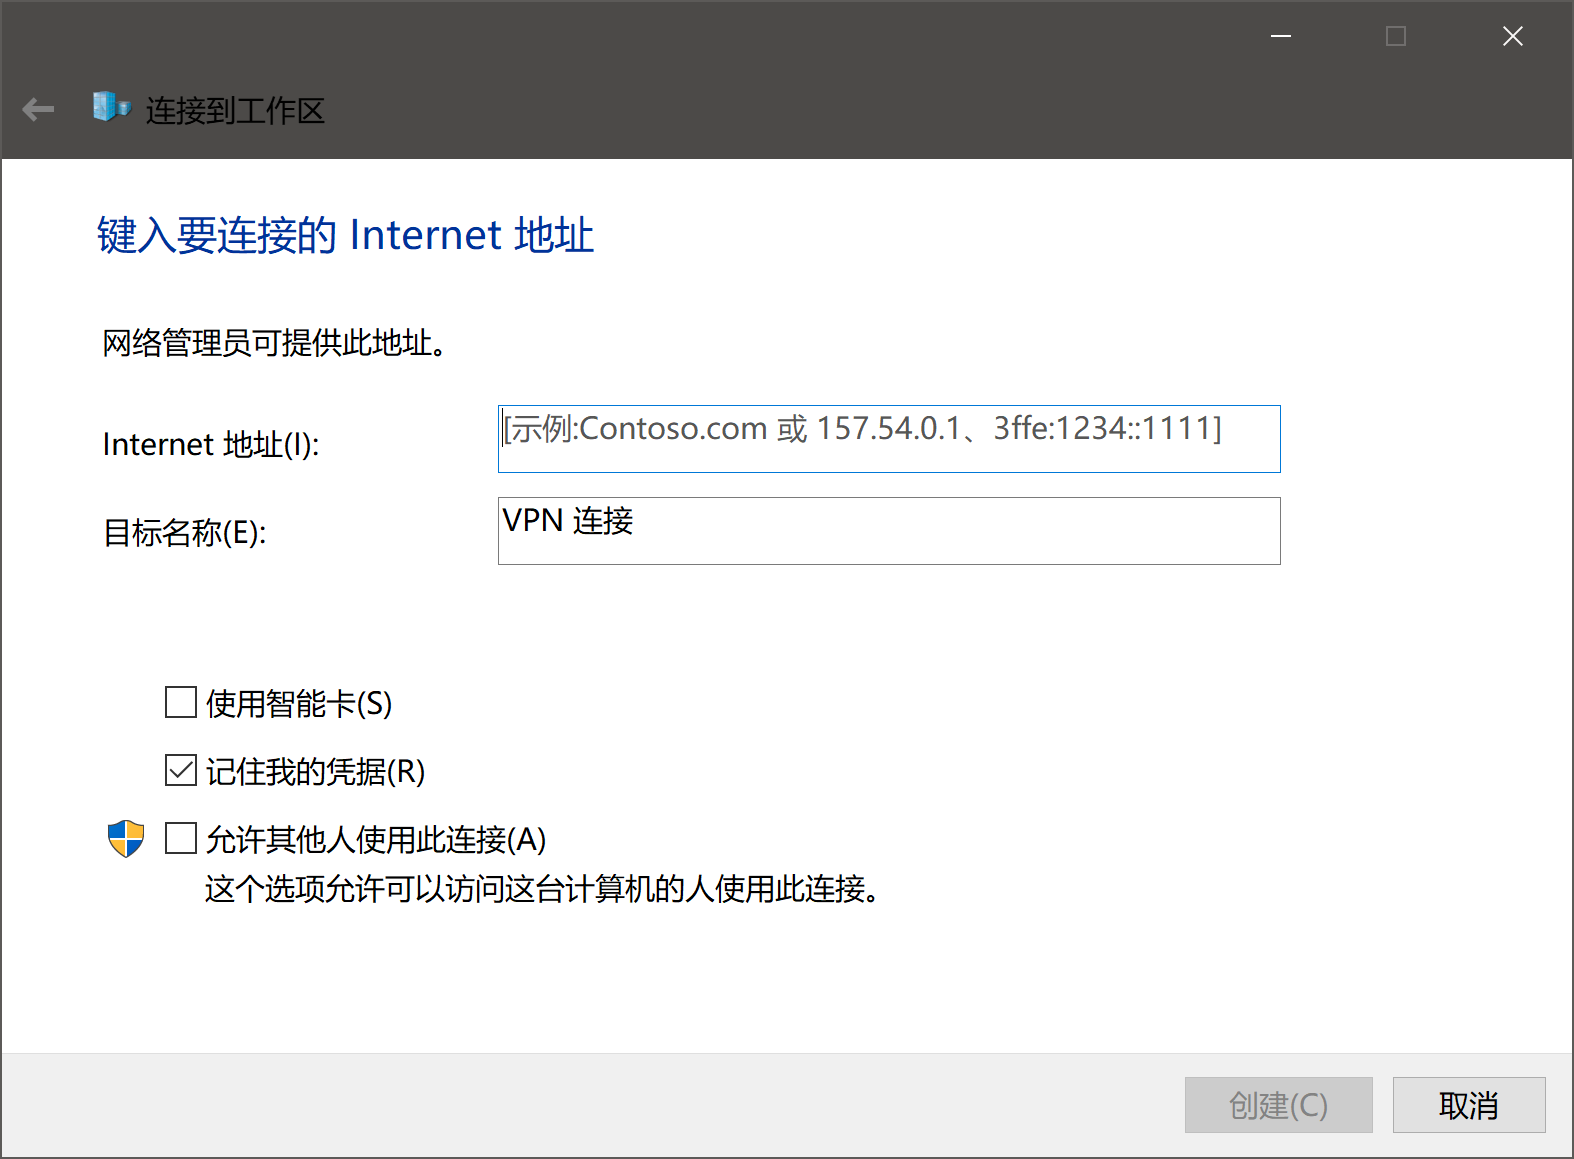 连接到工作区
键入要连接的 Internet 地址
网络管理员可提供此地址。
Internet 地址(I):
[示例:Contoso.com 或 157.54.0.1、3ffe:1234::1111]
目标名称(E):
VPN 连接
使用智能卡(S)
记住我的凭据(R)
允许其他人使用此连接(A)
这个选项允许可以访问这台计算机的人使用此连接。
创建(C)
取消